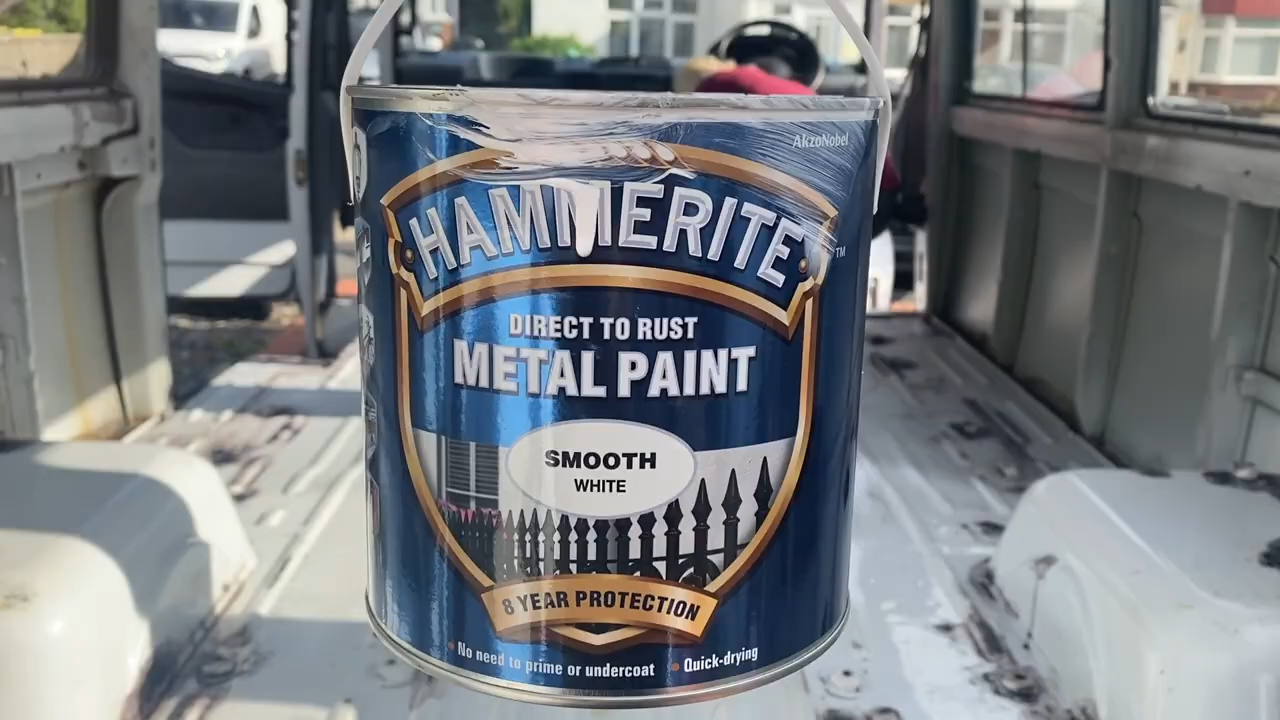 AkzoNobel
HAMMERITE™
DIRECT TO RUST
METAL PAINT
SMOOTH
WHITE
8 YEAR PROTECTION
• No need to prime or undercoat • Quick-drying